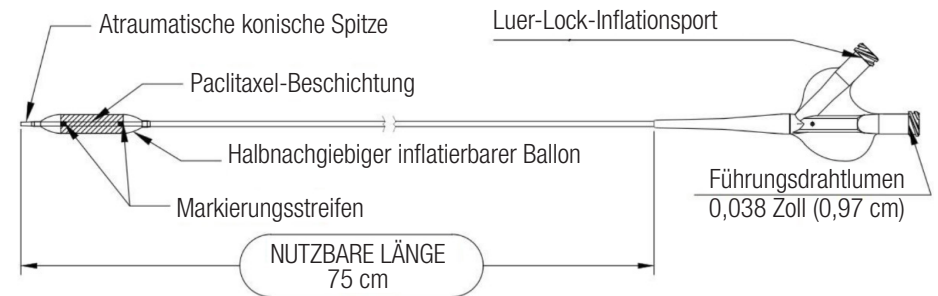 Atraumatische konische Spitze
Luer-Lock-Inflationsport
Paclitaxel-Beschichtung
Halbnachgiebiger inflatierbarer Ballon
Markierungsstreifen
Führungsdrahtlumen
0,038 Zoll (0,97 cm)
NUTZBARE LÄNGE
75 cm